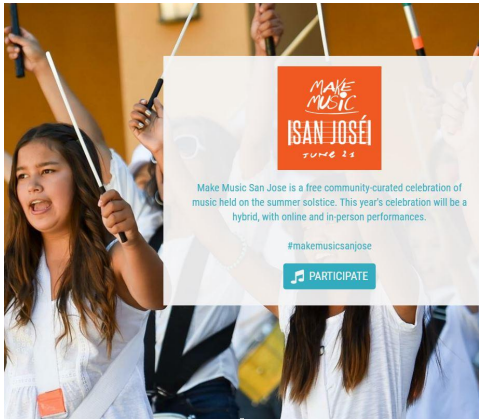 MAKE
MUSIC
SAN JOSÉ
JUNE 21
Make Music San Jose is a free community-curated celebration of
music held on the summer solstice. This year's celebration will be a
hybrid, with online and in-person performances.
#makemusicsanjose
PARTICIPATE